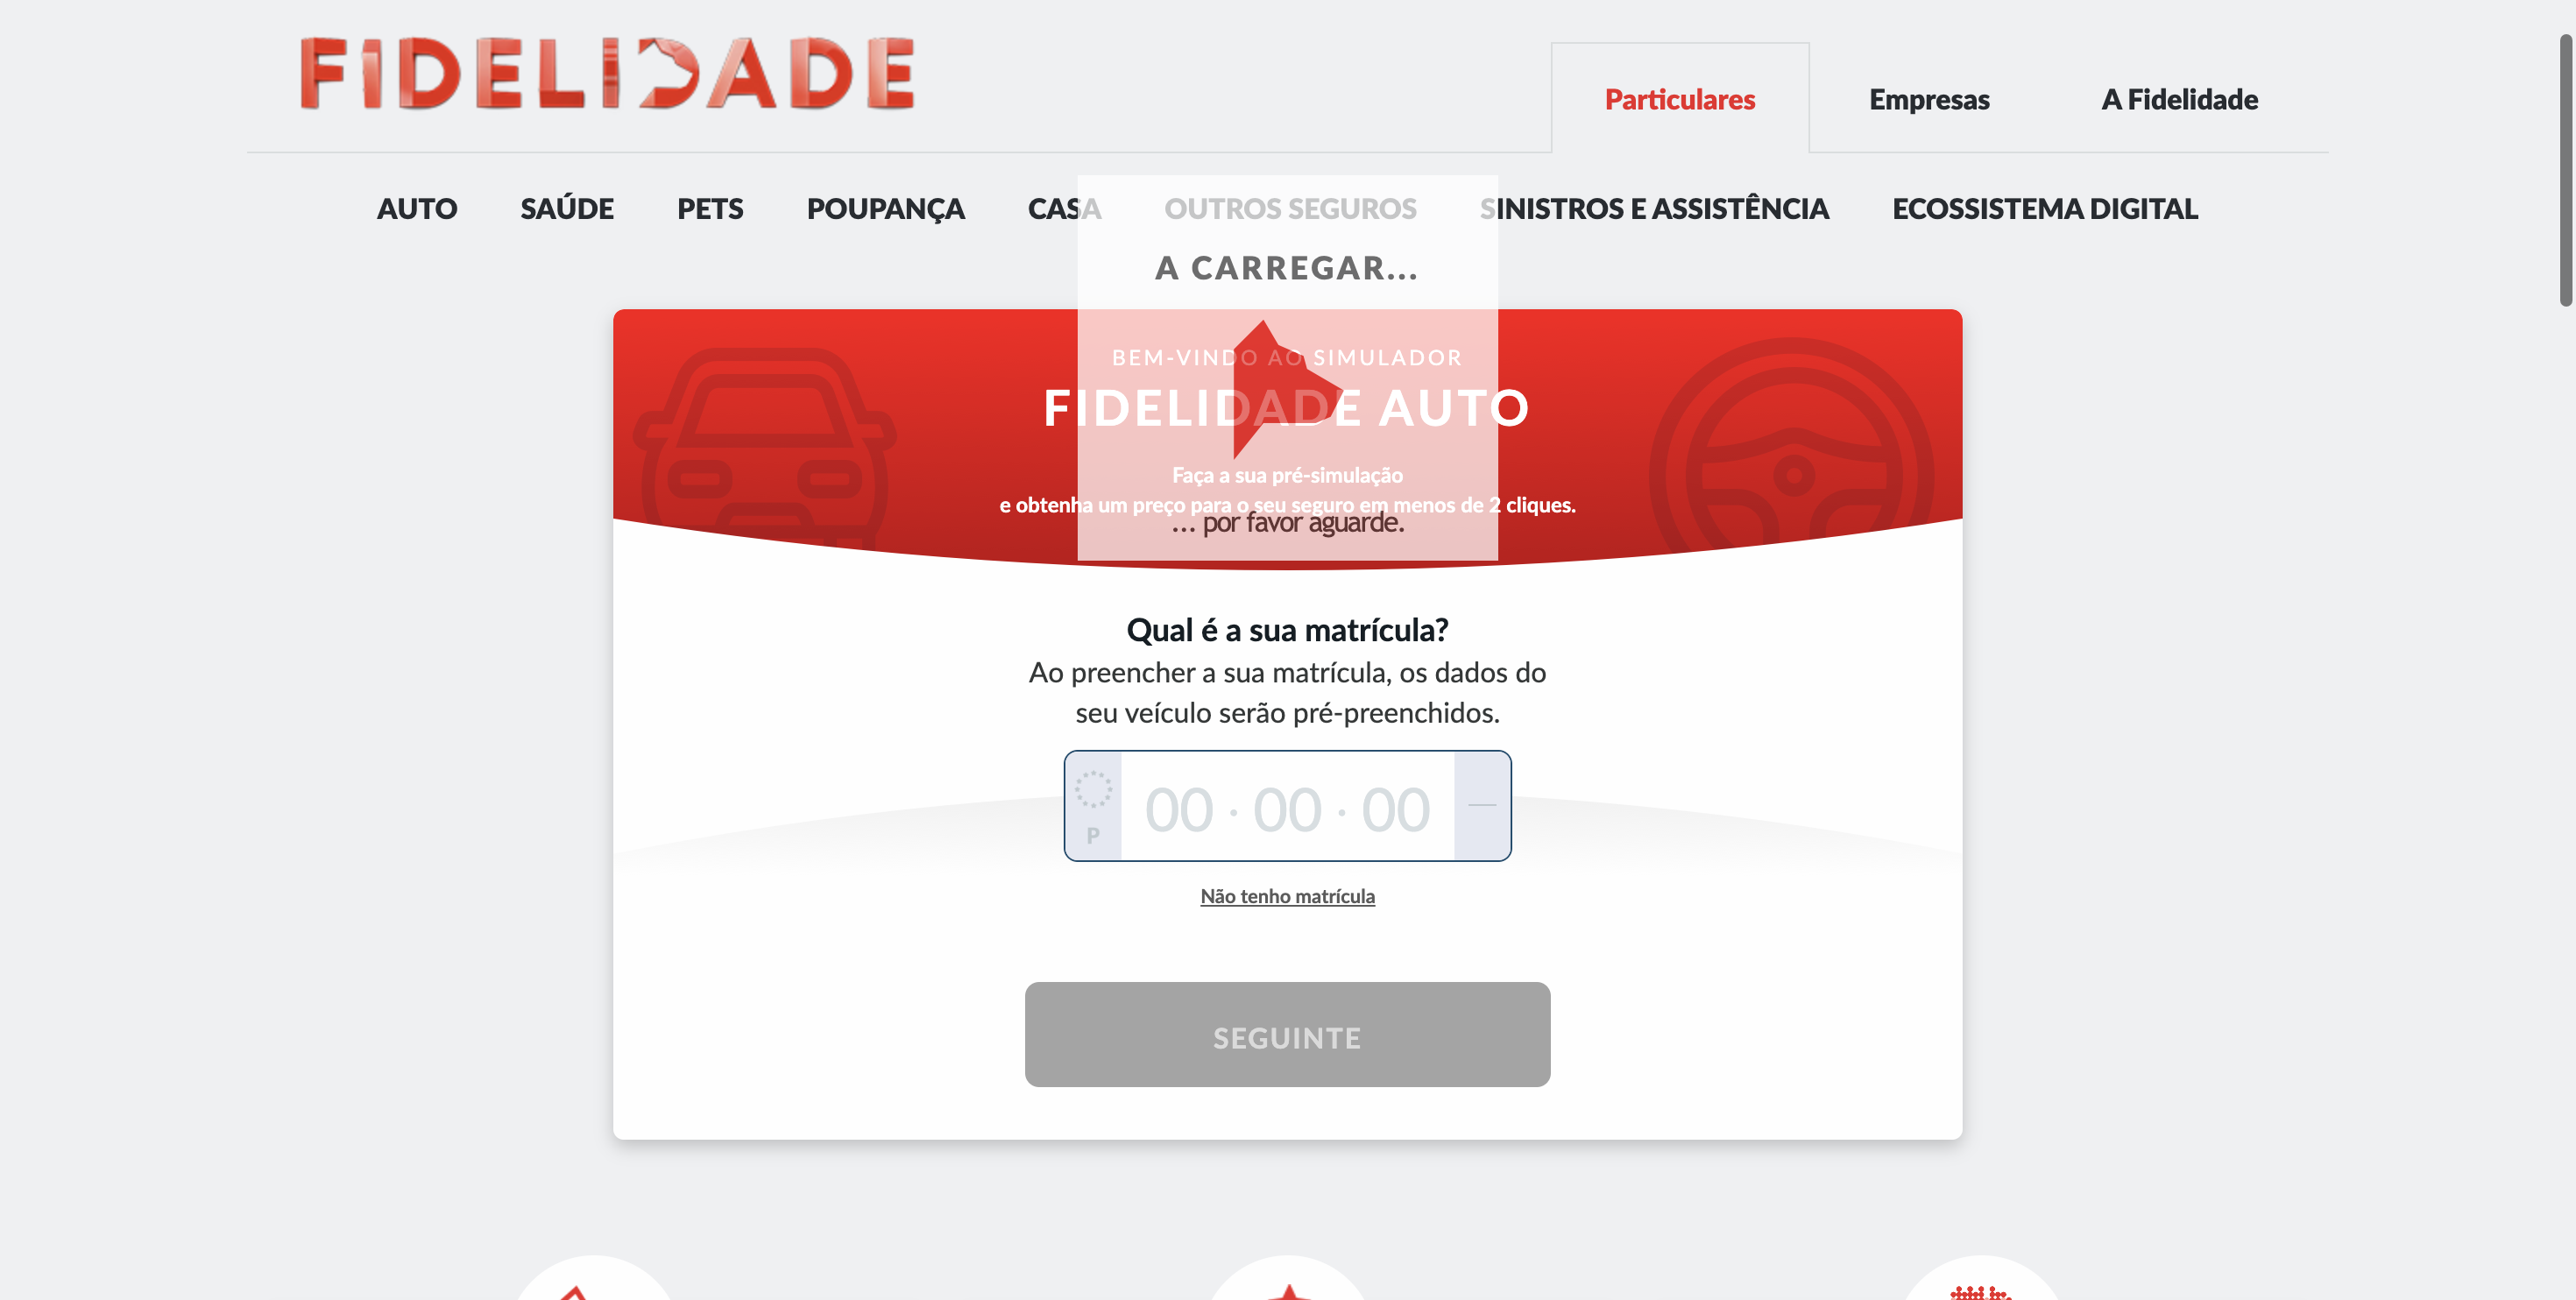 FIDELIDADE
Particulares
Empresas
A Fidelidade
AUTO
SAÚDE
PETS
POUPANÇA
CASA
OUTROS SEGUROS
SINISTROS E ASSISTÊNCIA
ECOSSISTEMA DIGITAL
A CARREGAR...
BEM-VINDO AO SIMULADOR
FIDELIDADE AUTO
Faça a sua pré-simulação
e obtenha um preço para o seu seguro em menos de 2 cliques.
... por favor aguarde.
Qual é a sua matrícula?
Ao preencher a sua matrícula, os dados do
seu veículo serão pré-preenchidos.
P
00 · 00 · 00
Não tenho matrícula
SEGUINTE